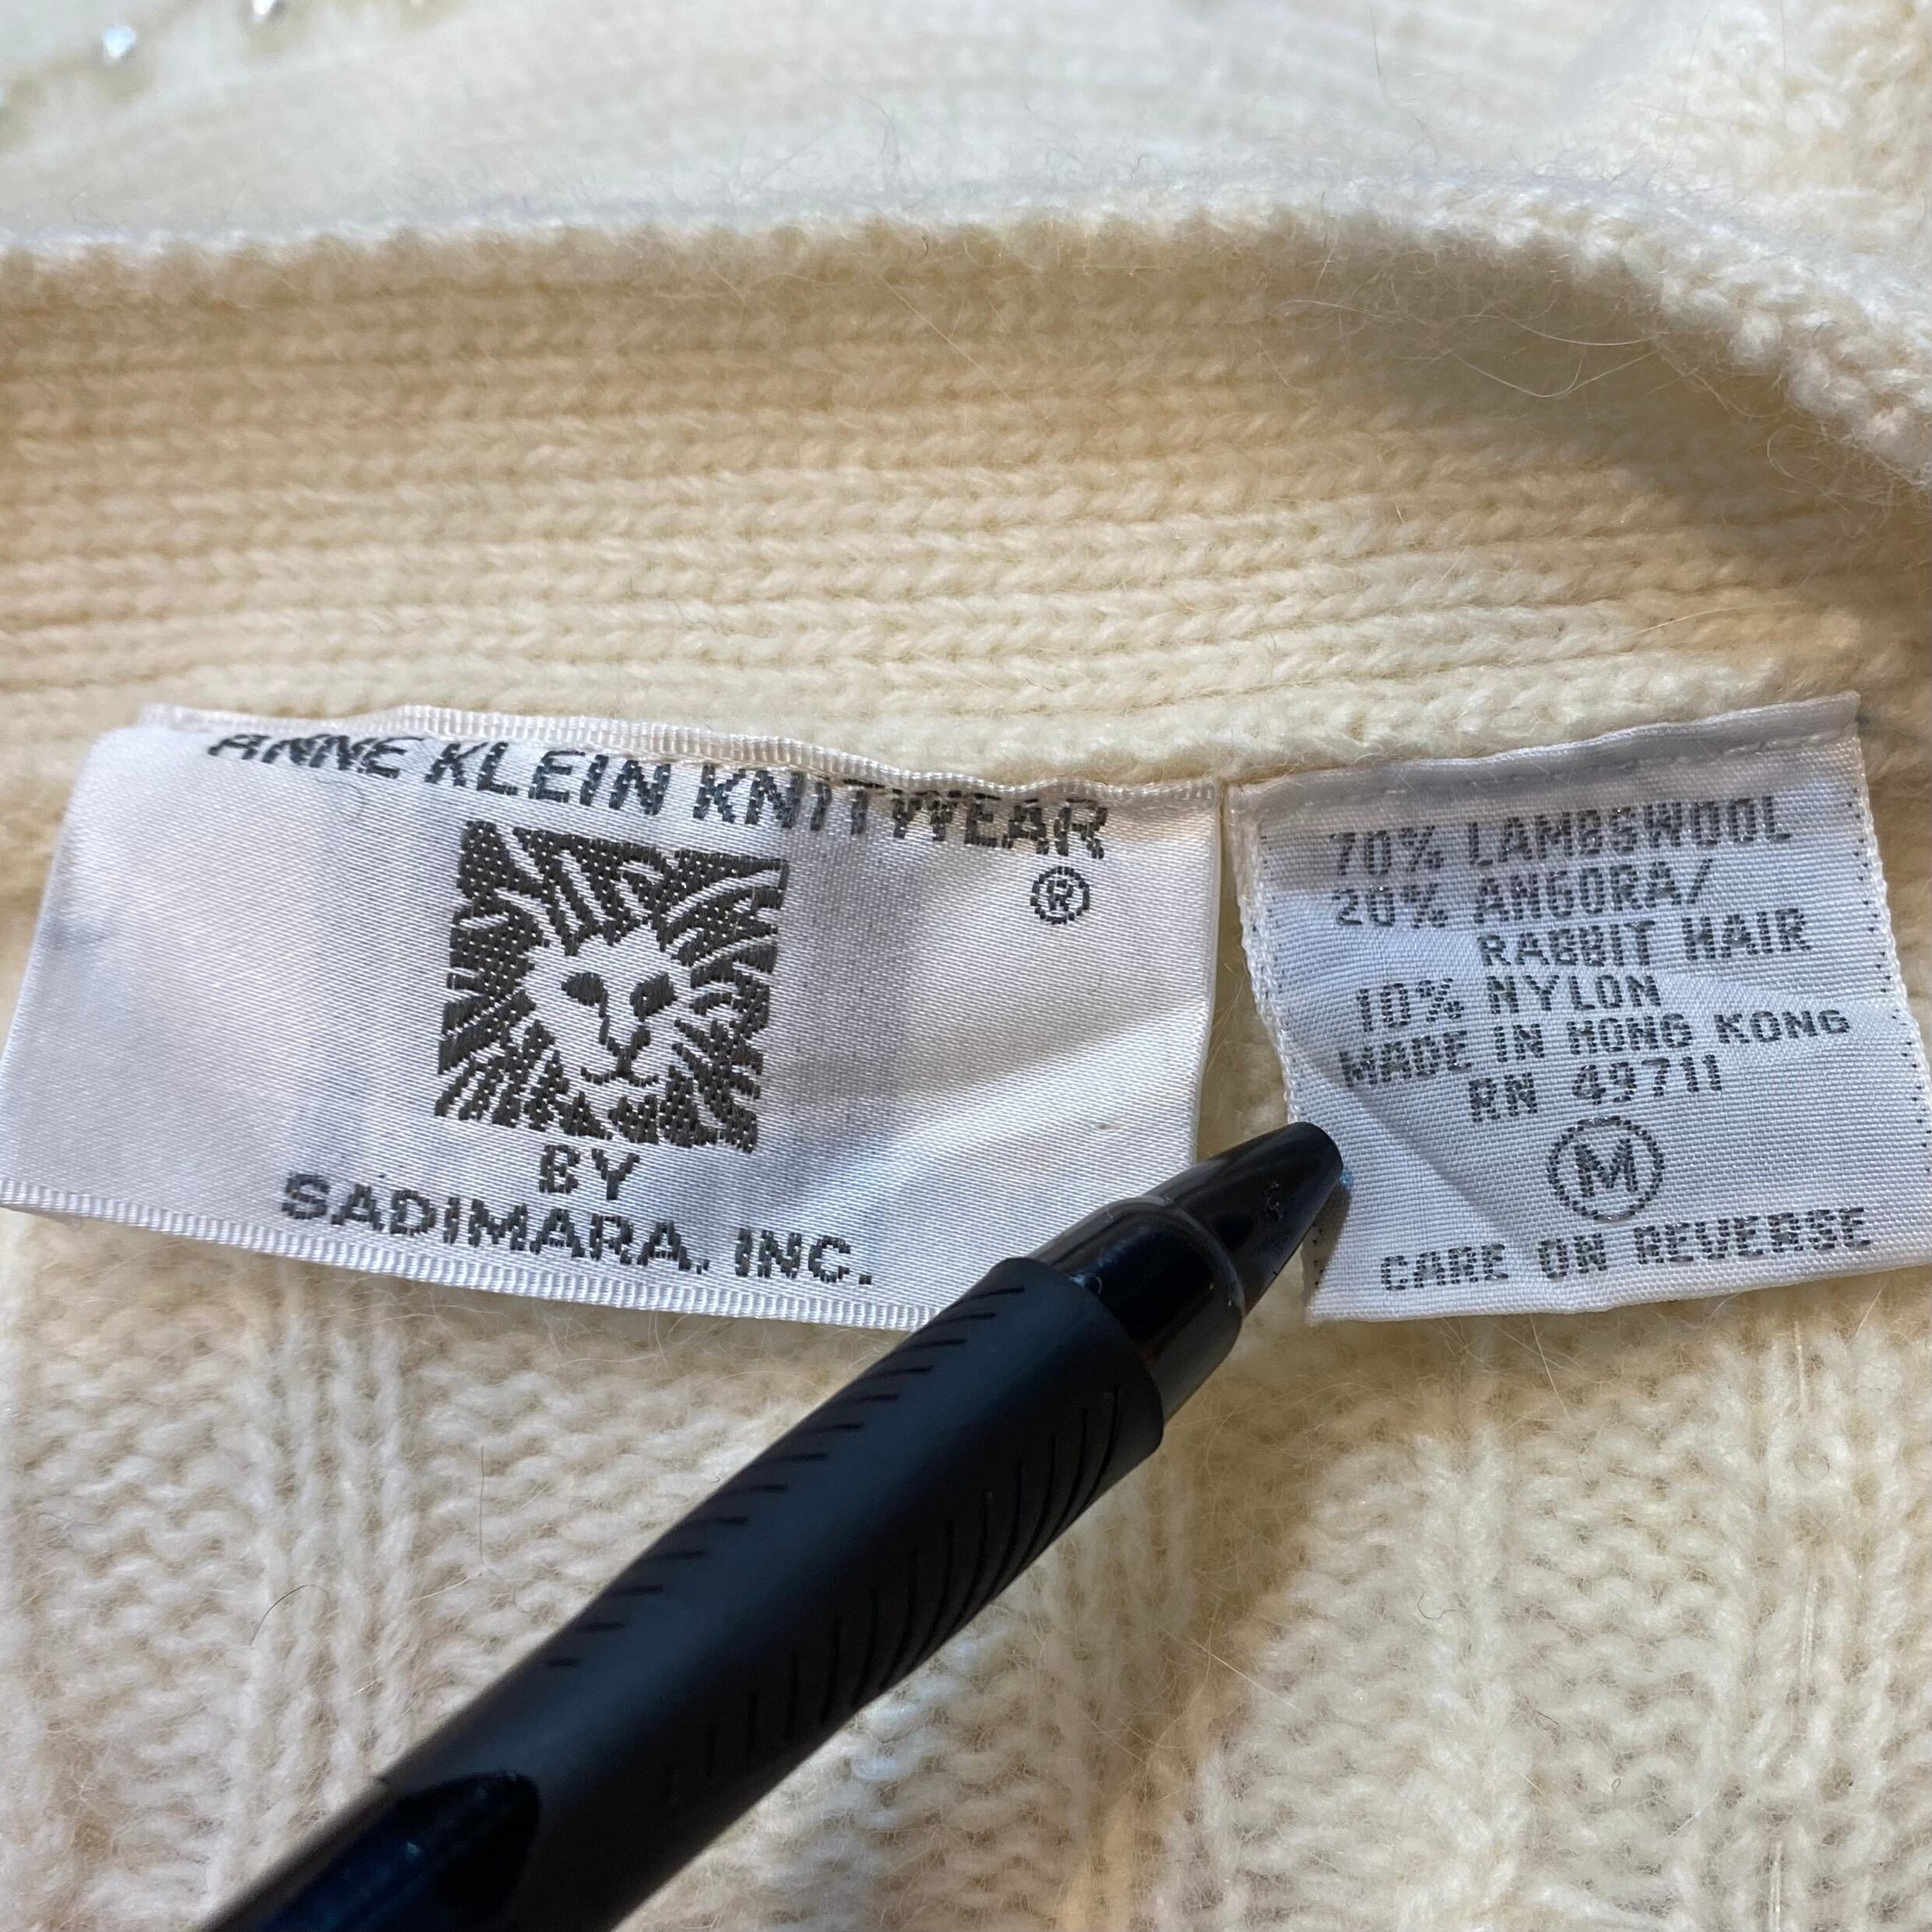 ANNE KLEIN KNITWEAR
®
BY
SADIMARA, INC.
70% LAMBSWOOL
20% ANGORA/
RABBIT HAIR
10% NYLON
MADE IN HONG KONG
RN 49711
M
CARE ON REVERSE